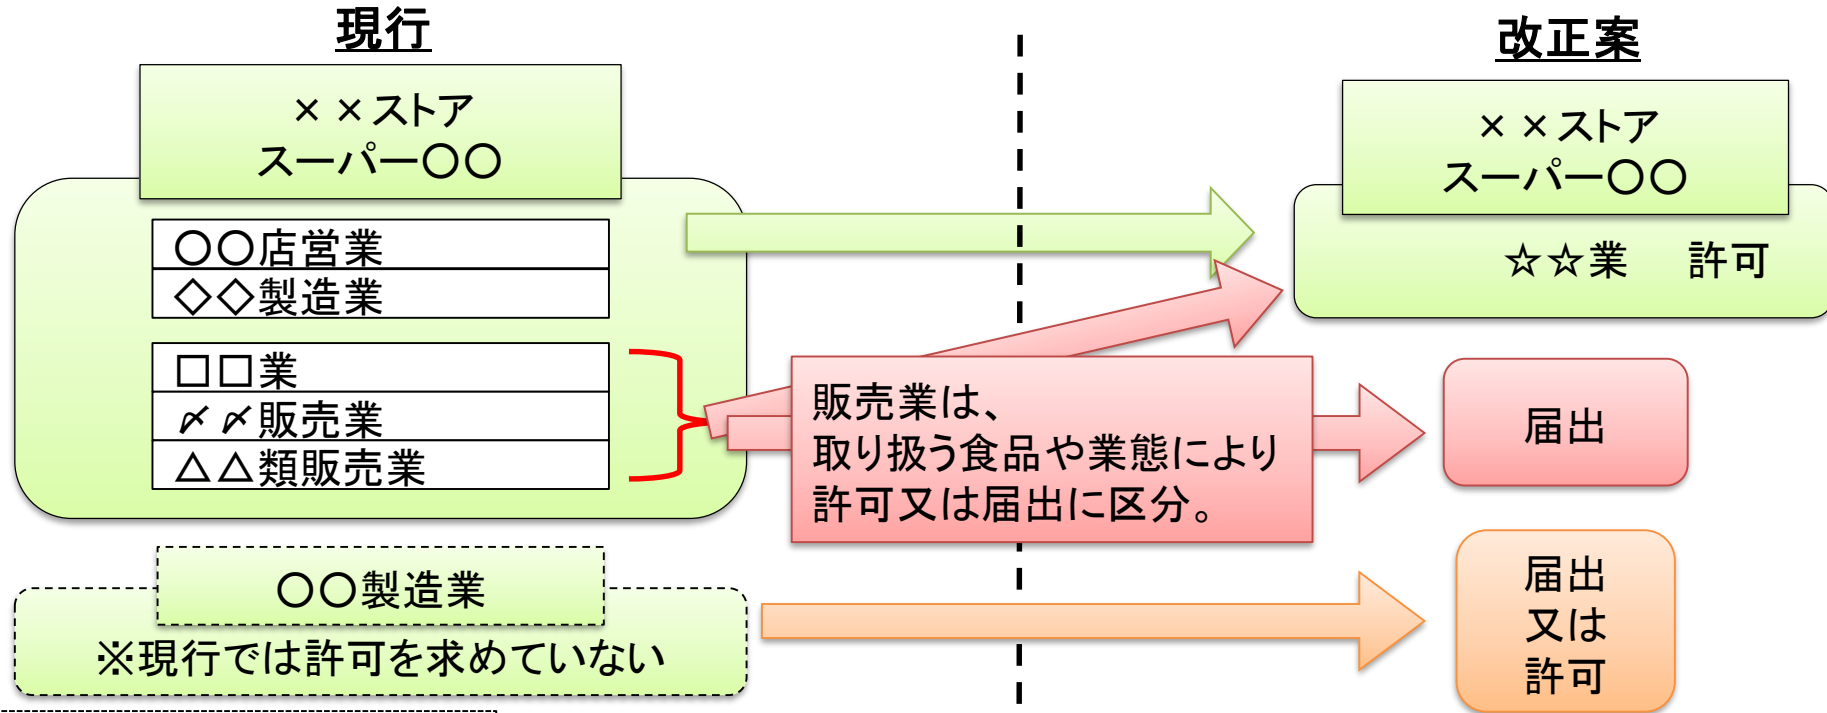 現行
××ストア
スーパー〇〇
〇〇店営業
◇◇製造業
□□業
〆〆販売業
△△類販売業
〇〇製造業
※現行では許可を求めていない
販売業は、
取り扱う食品や業態により
許可又は届出に区分。
改正案
××ストア
スーパー〇〇
☆☆業 許可
届出
届出
又は
許可